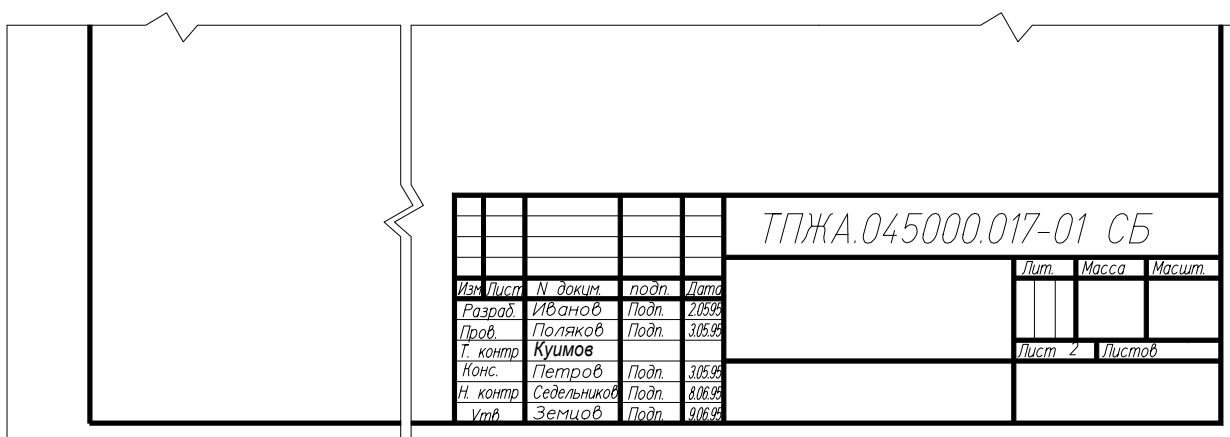 ТПЖА.045000.017-01 СБ
Лит. Масса Масшт.
Изм Лист N докум. подп. Дата
Разраб. Иванов Подп. 2.05.95
Пров. Поляков Подп. 3.05.95
Т. контр Куимов
Лист 2 Листов
Конс. Петров Подп. 3.05.95
Н. контр Седельников Подп. 8.06.95
Утв. Земцов Подп. 9.06.95